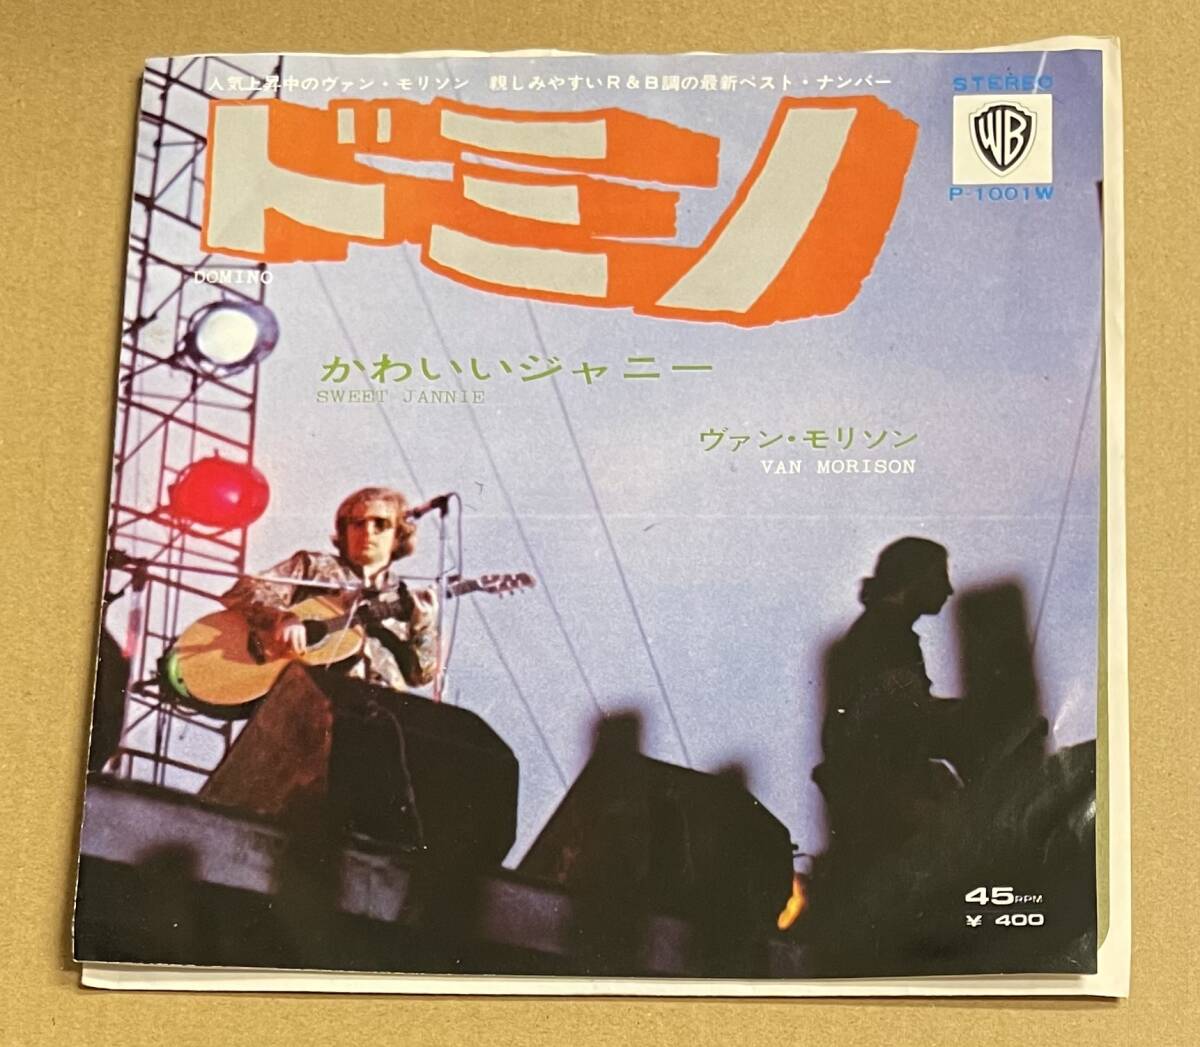 人気上昇中のヴァン・モリソン 親しみやすいR&B調の最新ベスト・ナンバー
STEREO
WB
P-1001W
ドミノ
DOMINO
かわいいジャニー
SWEET JANNIE
ヴァン・モリソン
VAN MORISON
45RPM
¥ 400